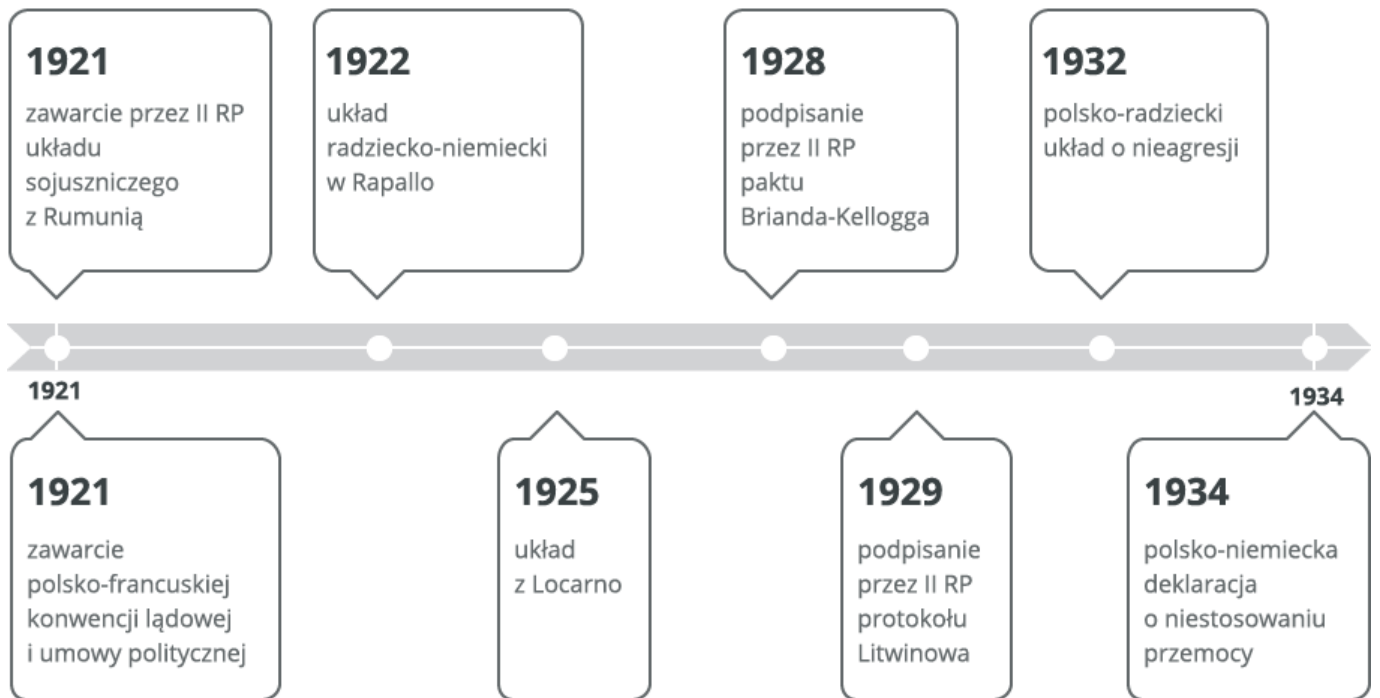 1921
zawarcie przez II RP
układu
sojuszniczego
z Rumunią
1922
układ
radziecko-niemiecki
w Rapallo
1928
podpisanie
przez II RP
paktu
Brianda-Kellogga
1932
polsko-radziecki
układ o nieagresji
1921
1934
1921
zawarcie
polsko-francuskiej
konwencji lądowej
i umowy politycznej
1925
układ
z Locarno
1929
podpisanie
przez II RP
protokołu
Litwinowa
1934
polsko-niemiecka
deklaracja
o niestosowaniu
przemocy